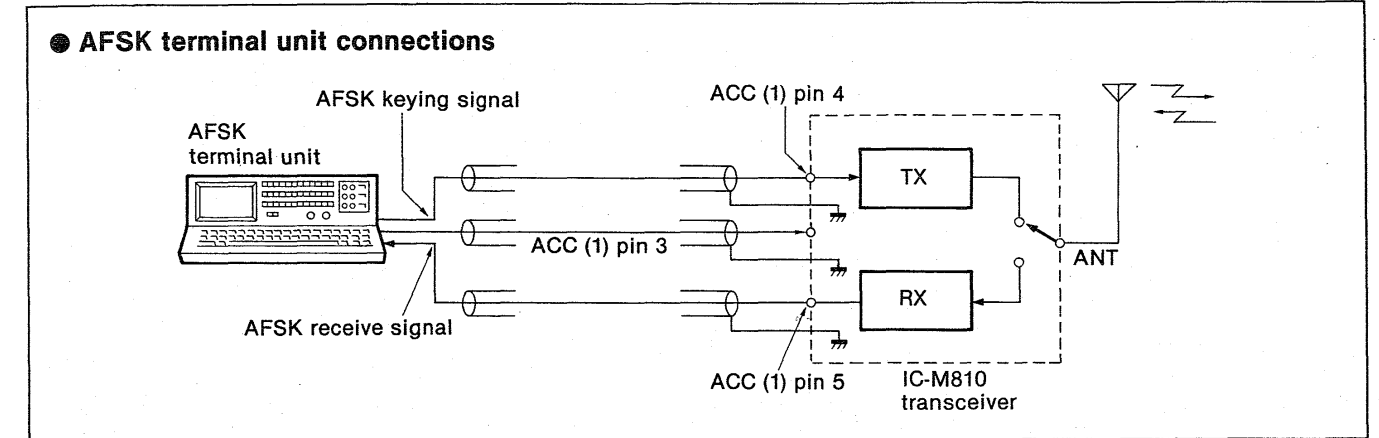 ● AFSK terminal unit connections
AFSK keying signal
ACC (1) pin 4
AFSK
terminal unit
TX
ACC (1) pin 3
ANT
RX
AFSK receive signal
ACC (1) pin 5
IC-M810
transceiver